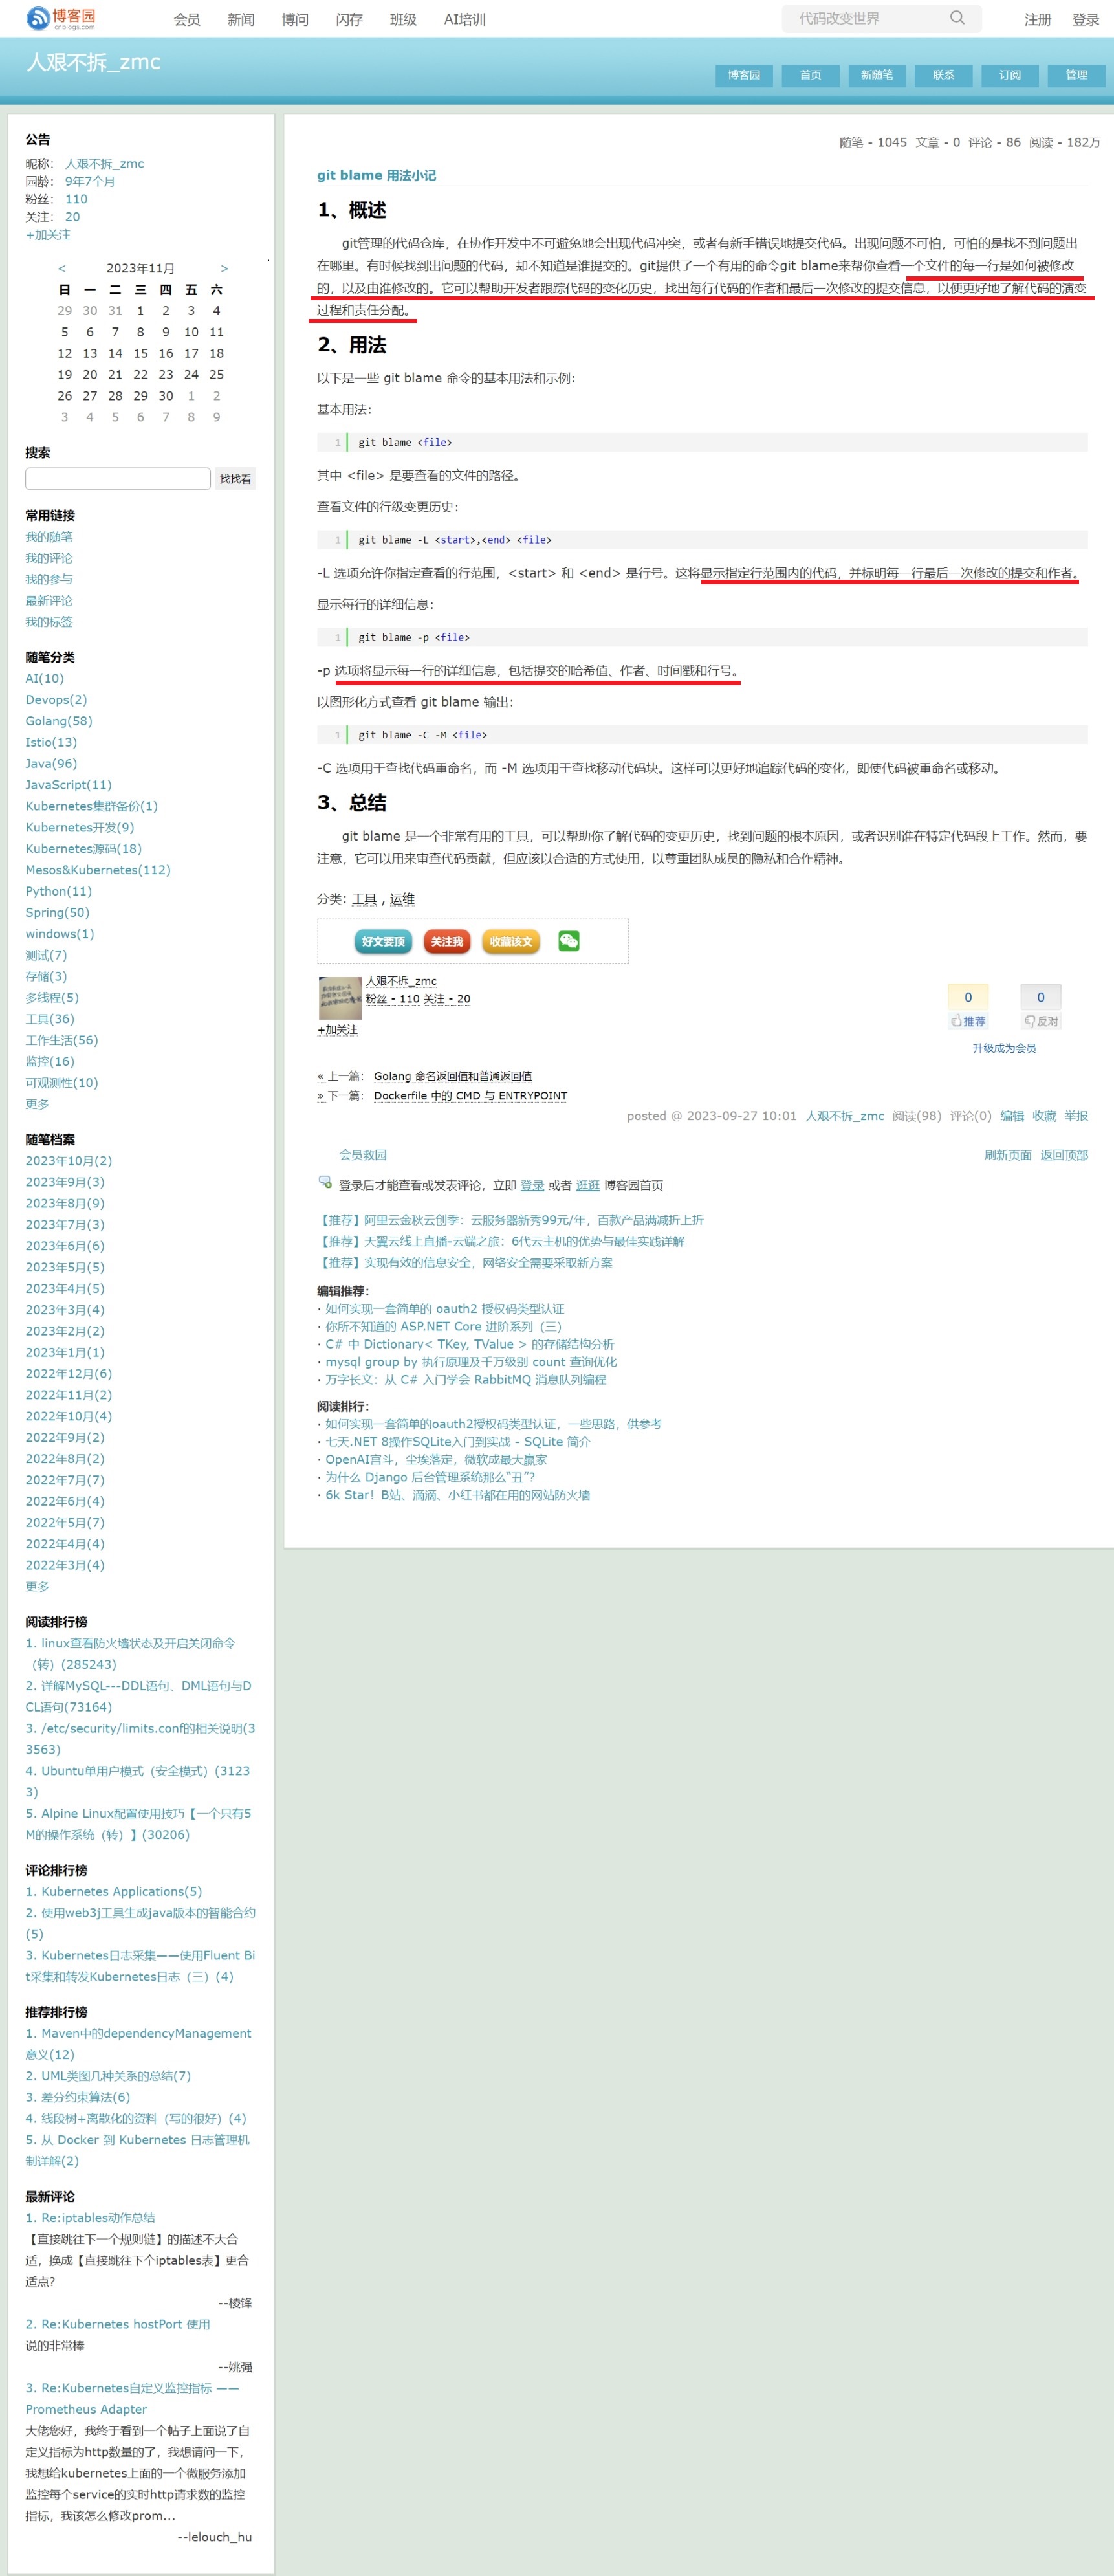 博客园
cnblogs.com
会员 新闻 博问 闪存 班级 AI培训
代码改变世界
注册 登录
人艰不拆_zmc
博客园 首页 新随笔 联系 订阅 管理
公告
昵称： 人艰不拆_zmc
园龄： 9年7个月
粉丝： 110
关注： 20
+加关注
< 2023年11月 >
日 一 二 三 四 五 六
29 30 31 1 2 3 4
5 6 7 8 9 10 11
12 13 14 15 16 17 18
19 20 21 22 23 24 25
26 27 28 29 30 1 2
3 4 5 6 7 8 9
搜索
找找看
常用链接
我的随笔
我的评论
我的参与
最新评论
我的标签
随笔分类
AI(10)
Devops(2)
Golang(58)
Istio(13)
Java(96)
JavaScript(11)
Kubernetes集群备份(1)
Kubernetes开发(9)
Kubernetes源码(18)
Mesos&Kubernetes(112)
Python(11)
Spring(50)
windows(1)
测试(7)
存储(3)
多线程(5)
工具(36)
工作生活(56)
监控(16)
可观测性(10)
更多
随笔档案
2023年10月(2)
2023年9月(3)
2023年8月(9)
2023年7月(3)
2023年6月(6)
2023年5月(5)
2023年4月(5)
2023年3月(4)
2023年2月(2)
2023年1月(1)
2022年12月(6)
2022年11月(2)
2022年10月(4)
2022年9月(2)
2022年8月(2)
2022年7月(7)
2022年6月(4)
2022年5月(7)
2022年4月(4)
2022年3月(4)
更多
阅读排行榜
1. linux查看防火墙状态及开启关闭命令
（转）(285243)
2. 详解MySQL---DDL语句、DML语句与D
CL语句(73164)
3. /etc/security/limits.conf的相关说明(3
3563)
4. Ubuntu单用户模式（安全模式）(3123
3)
5. Alpine Linux配置使用技巧【一个只有5
M的操作系统（转）】(30206)
评论排行榜
1. Kubernetes Applications(5)
2. 使用web3j工具生成java版本的智能合约
(5)
3. Kubernetes日志采集——使用Fluent Bi
t采集和转发Kubernetes日志（三）(4)
推荐排行榜
1. Maven中的dependencyManagement
意义(12)
2. UML类图几种关系的总结(7)
3. 差分约束算法(6)
4. 线段树+离散化的资料（写的很好）(4)
5. 从 Docker 到 Kubernetes 日志管理机
制详解(2)
最新评论
1. Re:iptables动作总结
【直接跳往下一个规则链】的描述不大合
适，换成【直接跳往下个iptables表】更合
适点?
--棱锋
2. Re:Kubernetes hostPort 使用
说的非常棒
--姚强
3. Re:Kubernetes自定义监控指标 ——
Prometheus Adapter
大佬您好，我终于看到一个帖子上面说了自
定义指标为http数量的了，我想请问一下，
我想给kubernetes上面的一个微服务添加
监控每个service的实时http请求数的监控
指标，我该怎么修改prom...
--lelouch_hu
随笔 - 1045 文章 - 0 评论 - 86 阅读 - 182万
git blame 用法小记
1、概述
git管理的代码仓库，在协作开发中不可避免地会出现代码冲突，或者有新手错误地提交代码。出现问题不可怕，可怕的是找不到问题出
在哪里。有时候找到出问题的代码，却不知道是谁提交的。git提供了一个有用的命令git blame来帮你查看一个文件的每一行是如何被修改
的，以及由谁修改的。它可以帮助开发者跟踪代码的变化历史，找出每行代码的作者和最后一次修改的提交信息，以便更好地了解代码的演变
过程和责任分配。
2、用法
以下是一些 git blame 命令的基本用法和示例：
基本用法：
1 git blame <file>
其中 <file> 是要查看的文件的路径。
查看文件的行级变更历史：
1 git blame -L <start>,<end> <file>
-L 选项允许你指定查看的行范围，<start> 和 <end> 是行号。这将显示指定行范围内的代码，并标明每一行最后一次修改的提交和作者。
显示每行的详细信息：
1 git blame -p <file>
-p 选项将显示每一行的详细信息，包括提交的哈希值、作者、时间戳和行号。
以图形化方式查看 git blame 输出：
1 git blame -C -M <file>
-C 选项用于查找代码重命名，而 -M 选项用于查找移动代码块。这样可以更好地追踪代码的变化，即使代码被重命名或移动。
3、总结
git blame 是一个非常有用的工具，可以帮助你了解代码的变更历史，找到问题的根本原因，或者识别谁在特定代码段上工作。然而，要
注意，它可以用来审查代码贡献，但应该以合适的方式使用，以尊重团队成员的隐私和合作精神。
分类: 工具 , 运维
好文要顶 关注我 收藏该文
人艰不拆_zmc
粉丝 - 110 关注 - 20
+加关注
0 0
推荐 反对
升级成为会员
« 上一篇： Golang 命名返回值和普通返回值
» 下一篇： Dockerfile 中的 CMD 与 ENTRYPOINT
posted @ 2023-09-27 10:01 人艰不拆_zmc 阅读(98) 评论(0) 编辑 收藏 举报
会员救园
刷新页面 返回顶部
登录后才能查看或发表评论，立即 登录 或者 逛逛 博客园首页
【推荐】阿里云金秋云创季：云服务器新秀99元/年，百款产品满减折上折
【推荐】天翼云线上直播-云端之旅：6代云主机的优势与最佳实践详解
【推荐】实现有效的信息安全，网络安全需要采取新方案
编辑推荐：
· 如何实现一套简单的 oauth2 授权码类型认证
· 你所不知道的 ASP.NET Core 进阶系列（三）
· C# 中 Dictionary< TKey, TValue > 的存储结构分析
· mysql group by 执行原理及千万级别 count 查询优化
· 万字长文：从 C# 入门学会 RabbitMQ 消息队列编程
阅读排行：
· 如何实现一套简单的oauth2授权码类型认证，一些思路，供参考
· 七天.NET 8操作SQLite入门到实战 - SQLite 简介
· OpenAI宫斗，尘埃落定，微软成最大赢家
· 为什么 Django 后台管理系统那么“丑”?
· 6k Star！B站、滴滴、小红书都在用的网站防火墙